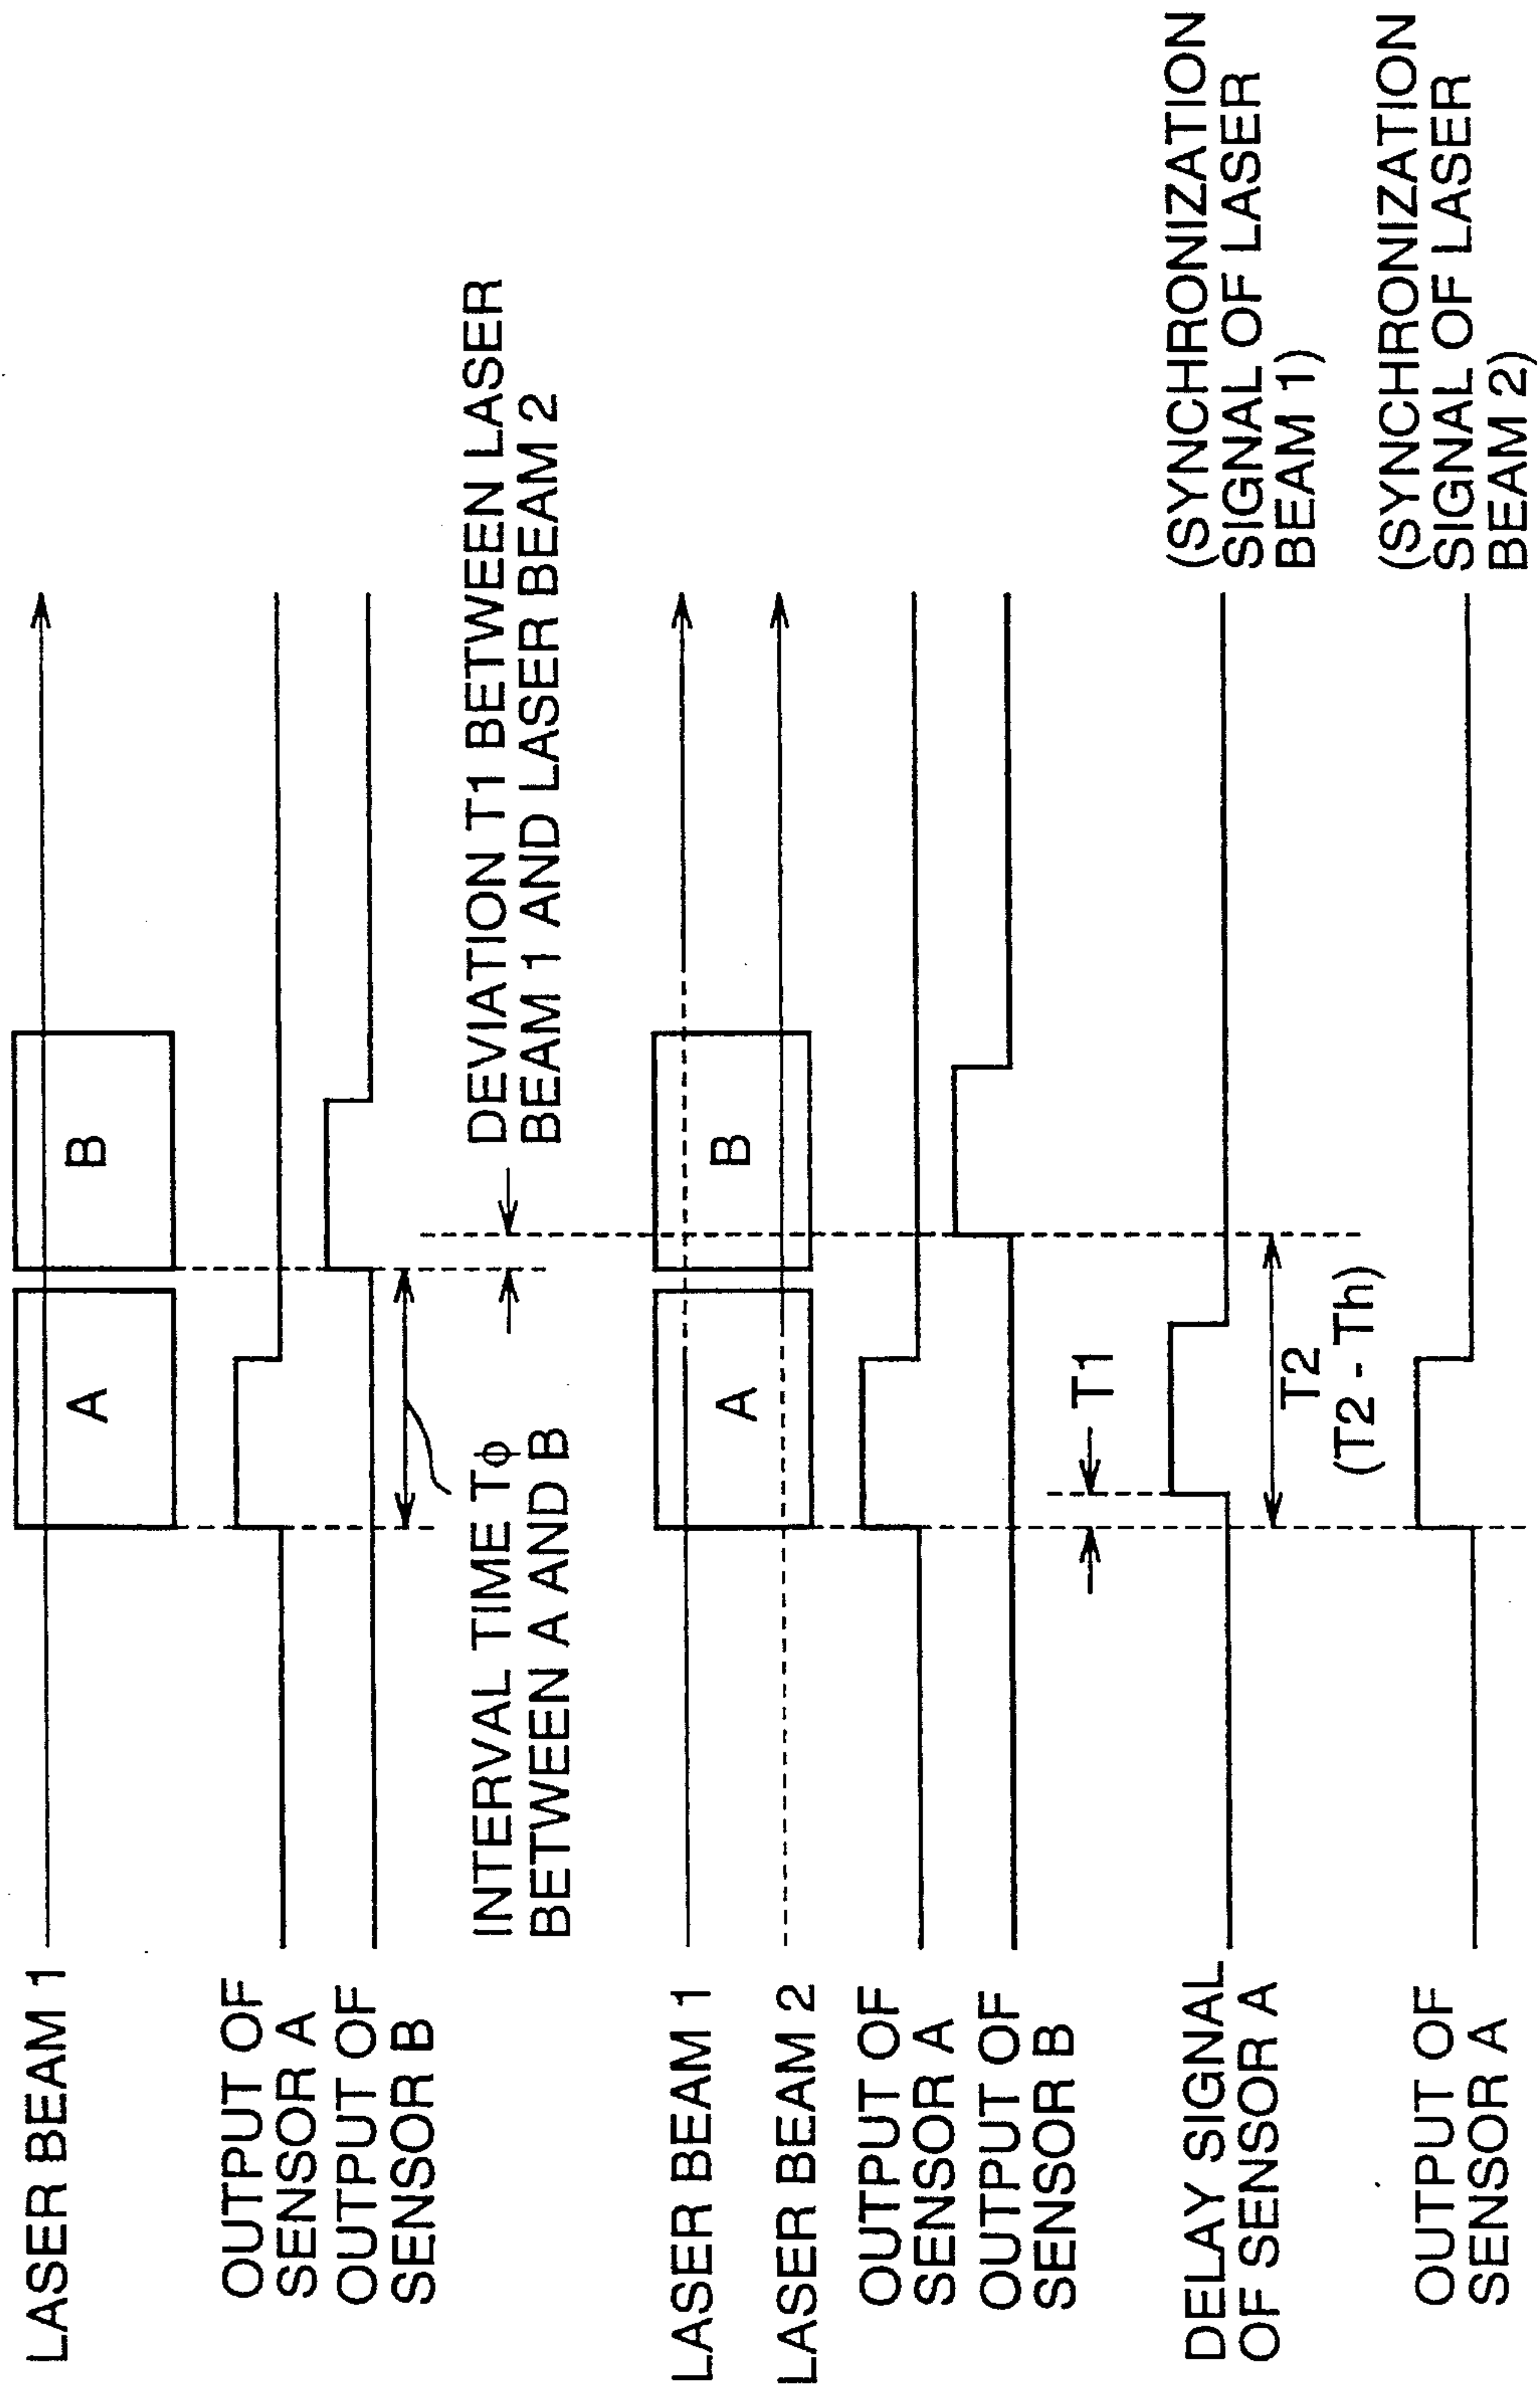 LASER BEAM 1
A
B
OUTPUT OF
SENSOR A
OUTPUT OF
SENSOR B
INTERVAL TIME Tϕ
BETWEEN A AND B
DEVIATION T1 BETWEEN LASER
BEAM 1 AND LASER BEAM 2
LASER BEAM 1
LASER BEAM 2
A
B
OUTPUT OF
SENSOR A
OUTPUT OF
SENSOR B
T1
DELAY SIGNAL
OF SENSOR A
(SYNCHRONIZATION
SIGNAL OF LASER
BEAM 1)
T2
(T2 - Th)
OUTPUT OF
SENSOR A
(SYNCHRONIZATION
SIGNAL OF LASER
BEAM 2)